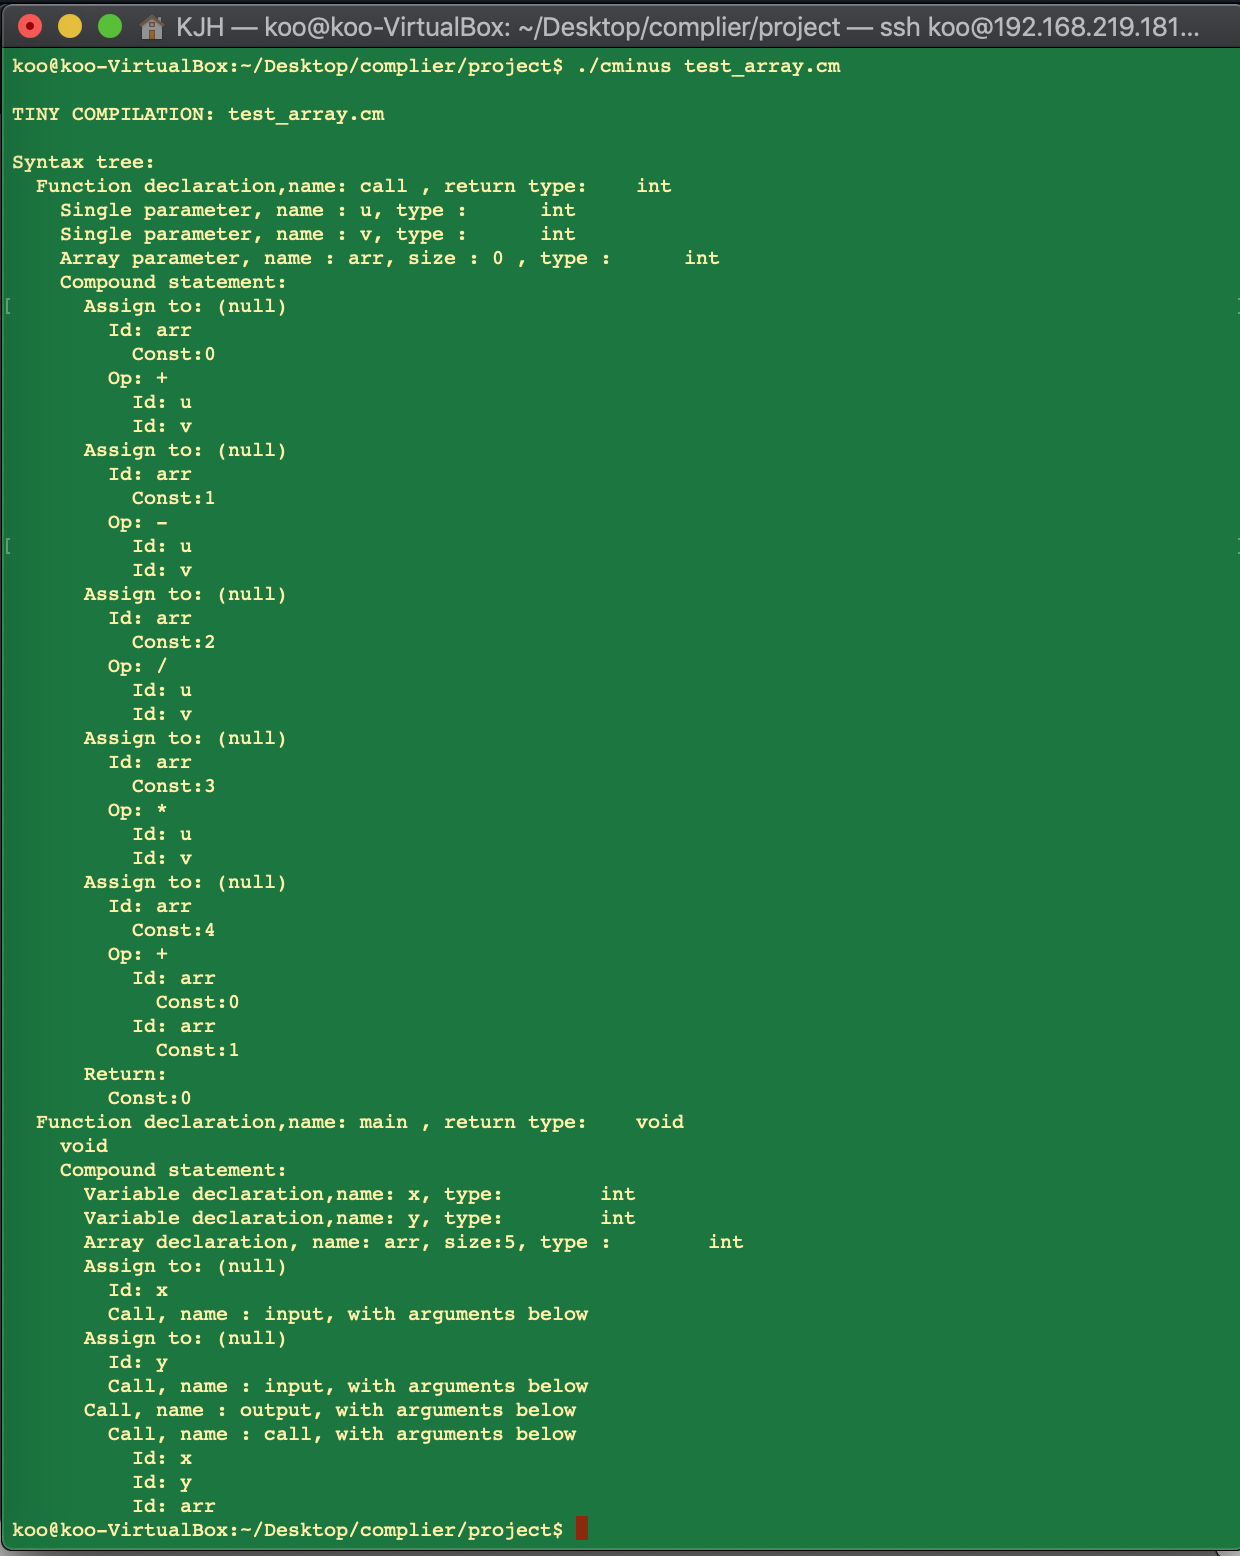 KJH — koo@koo-VirtualBox: ~/Desktop/complier/project — ssh koo@192.168.219.181...
koo@koo-VirtualBox:~/Desktop/complier/project$ ./cminus test_array.cm
TINY COMPILATION: test_array.cm
Syntax tree:
  Function declaration,name: call , return type:    int
    Single parameter, name : u, type :      int
    Single parameter, name : v, type :      int
    Array parameter, name : arr, size : 0 , type :      int
    Compound statement:
      Assign to: (null)
        Id: arr
          Const:0
        Op: +
          Id: u
          Id: v
      Assign to: (null)
        Id: arr
          Const:1
        Op: -
          Id: u
          Id: v
      Assign to: (null)
        Id: arr
          Const:2
        Op: /
          Id: u
          Id: v
      Assign to: (null)
        Id: arr
          Const:3
        Op: *
          Id: u
          Id: v
      Assign to: (null)
        Id: arr
          Const:4
        Op: +
          Id: arr
            Const:0
          Id: arr
            Const:1
      Return:
        Const:0
  Function declaration,name: main , return type:    void
    void
    Compound statement:
      Variable declaration,name: x, type:        int
      Variable declaration,name: y, type:        int
      Array declaration, name: arr, size:5, type :        int
      Assign to: (null)
        Id: x
        Call, name : input, with arguments below
      Assign to: (null)
        Id: y
        Call, name : input, with arguments below
      Call, name : output, with arguments below
        Call, name : call, with arguments below
          Id: x
          Id: y
          Id: arr
koo@koo-VirtualBox:~/Desktop/complier/project$